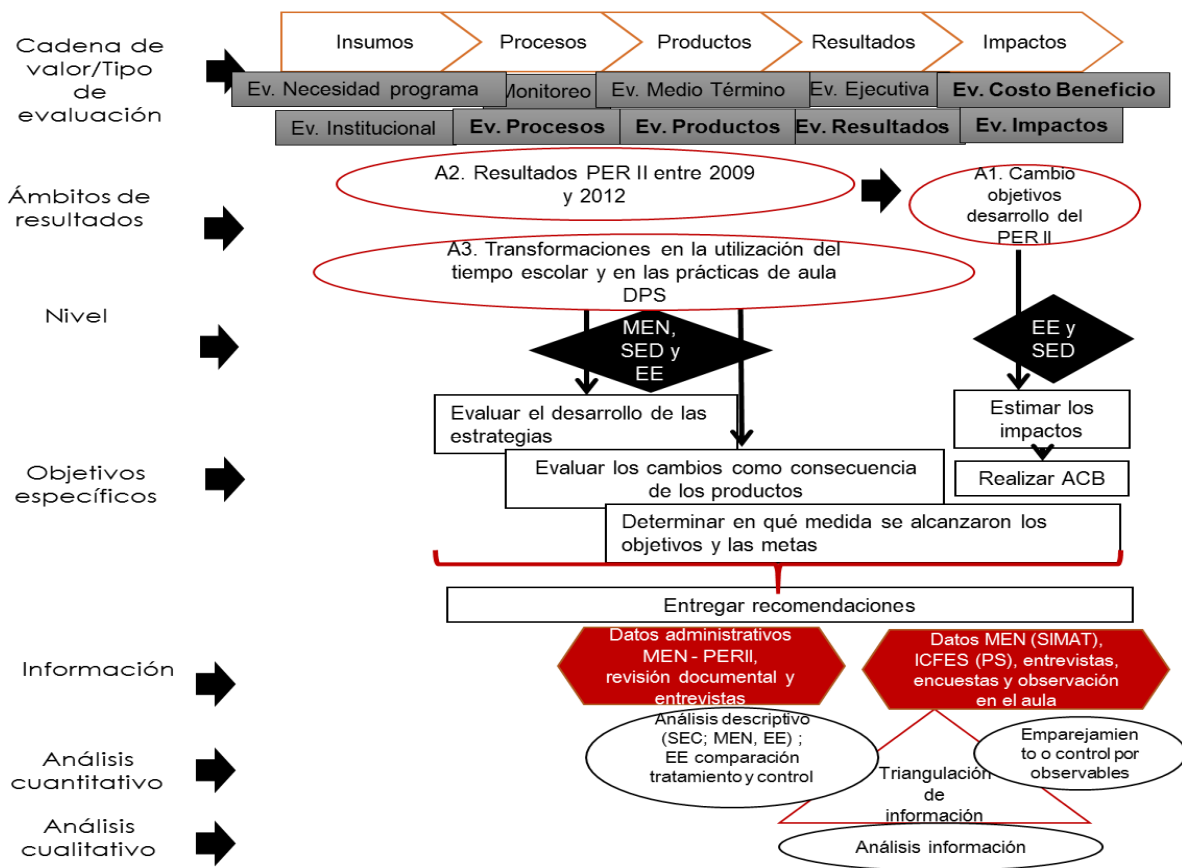 Cadena de
valor/Tipo
de
evaluación
Insumos
Procesos
Productos
Resultados
Impactos
Ev. Necesidad programa
Monitoreo
Ev. Medio Término
Ev. Ejecutiva
Ev. Costo Beneficio
Ev. Institucional
Ev. Procesos
Ev. Productos
Ev. Resultados
Ev. Impactos
Ámbitos de
resultados
A2. Resultados PER II entre 2009
y 2012
A1. Cambio
objetivos
desarrollo del
PER II
A3. Transformaciones en la utilización del
tiempo escolar y en las prácticas de aula
DPS
Nivel
MEN,
SED y
EE
EE y
SED
Objetivos
específicos
Evaluar el desarrollo de las
estrategias
Estimar los
impactos
Evaluar los cambios como consecuencia
de los productos
Realizar ACB
Determinar en qué medida se alcanzaron los
objetivos y las metas
Entregar recomendaciones
Información
Datos administrativos
MEN - PERII,
revisión documental y
entrevistas
Datos MEN (SIMAT),
ICFES (PS), entrevistas,
encuestas y observación
en el aula
Análisis
cuantitativo
Análisis descriptivo
(SEC; MEN, EE) ;
EE comparación
tratamiento y control
Emparejamien
to o control por
observables
Triangulación
de
información
Análisis
cualitativo
Análisis información